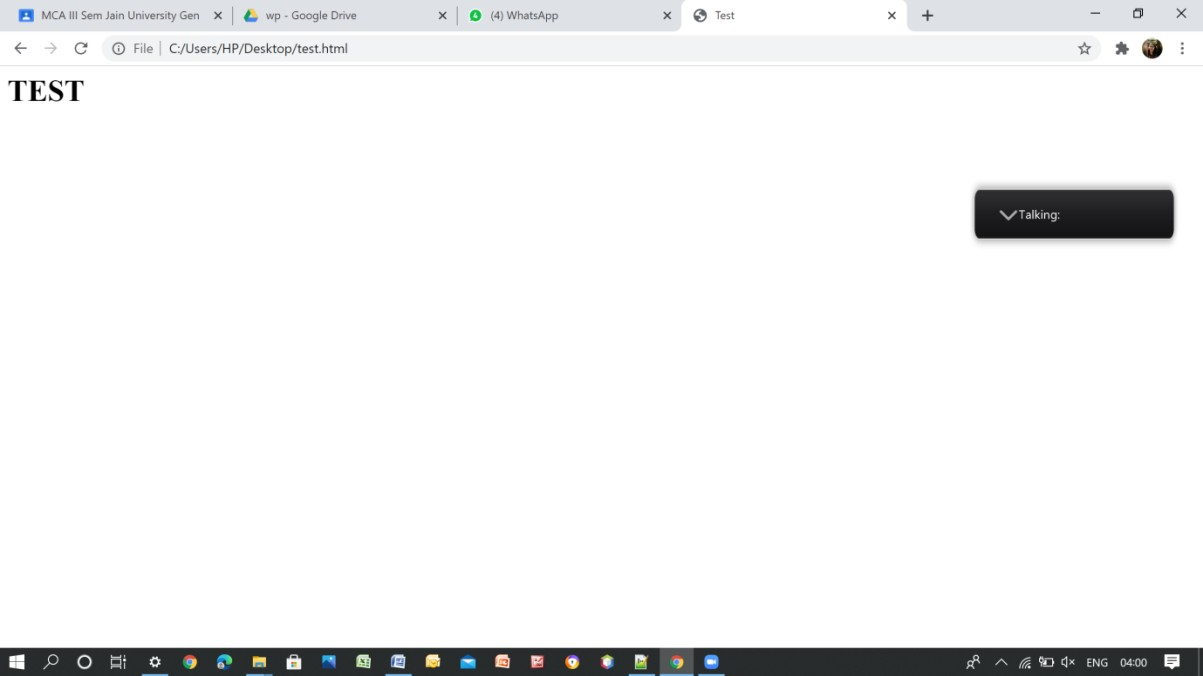 MCA III Sem Jain University Gen
wp - Google Drive
(4) WhatsApp
Test
File
C:/Users/HP/Desktop/test.html
TEST
Talking:
ENG
04:00